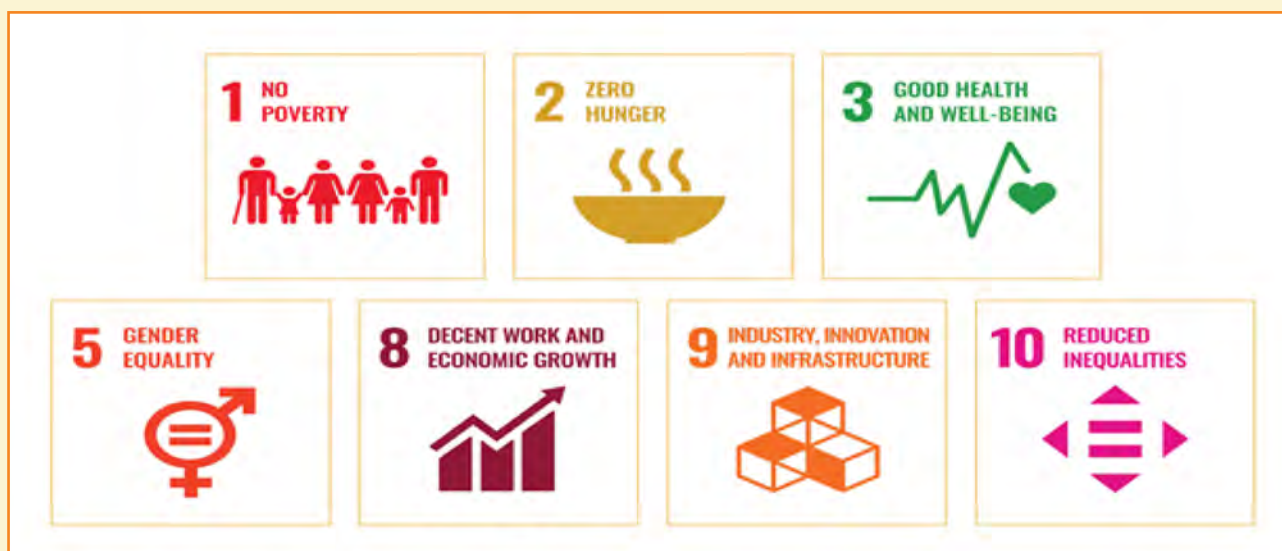 1 NO
POVERTY
2 ZERO
HUNGER
3 GOOD HEALTH
AND WELL-BEING
5 GENDER
EQUALITY
8 DECENT WORK AND
ECONOMIC GROWTH
9 INDUSTRY, INNOVATION
AND INFRASTRUCTURE
10 REDUCED
INEQUALITIES